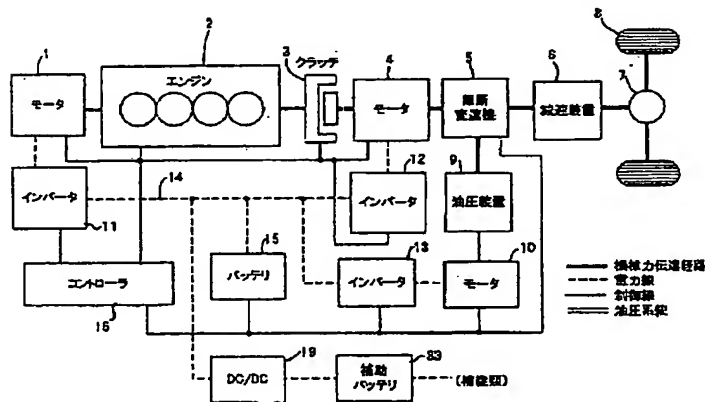 1
モータ
2
エンジン
3
クラッチ
4
モータ
5
無断
変速機
6
減速装置
7
8
インバータ
11
14
12
インバータ
9
油圧装置
コントローラ
16
15
バッテリ
13
インバータ
10
モータ
機械力伝達経路
電力線
制御線
油圧系統
19
DC/DC
33
補助
バッテリ
(補機類)